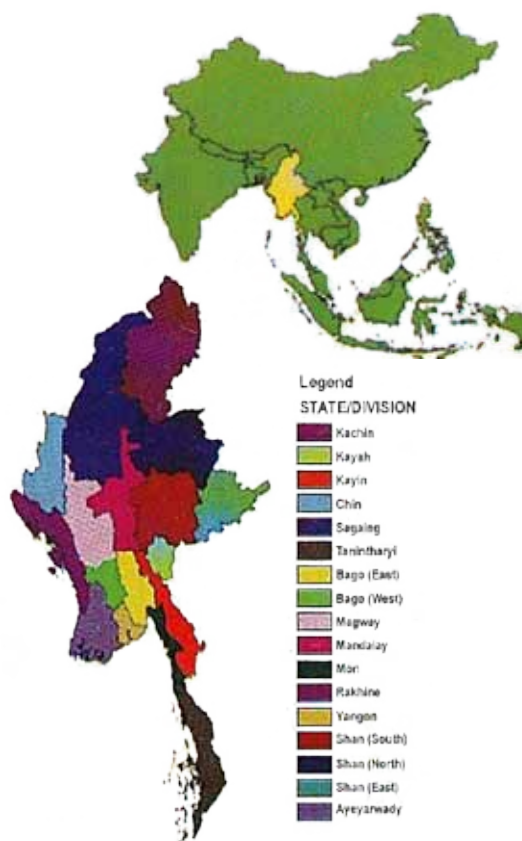 Legend
STATE/DIVISION
Kachin
Kayah
Kayin
Chin
Sagaing
Tanintharyi
Bago (East)
Bago (West)
Magway
Mandalay
Mon
Rakhine
Yangon
Shan (South)
Shan (North)
Shan (East)
Ayeyarwady